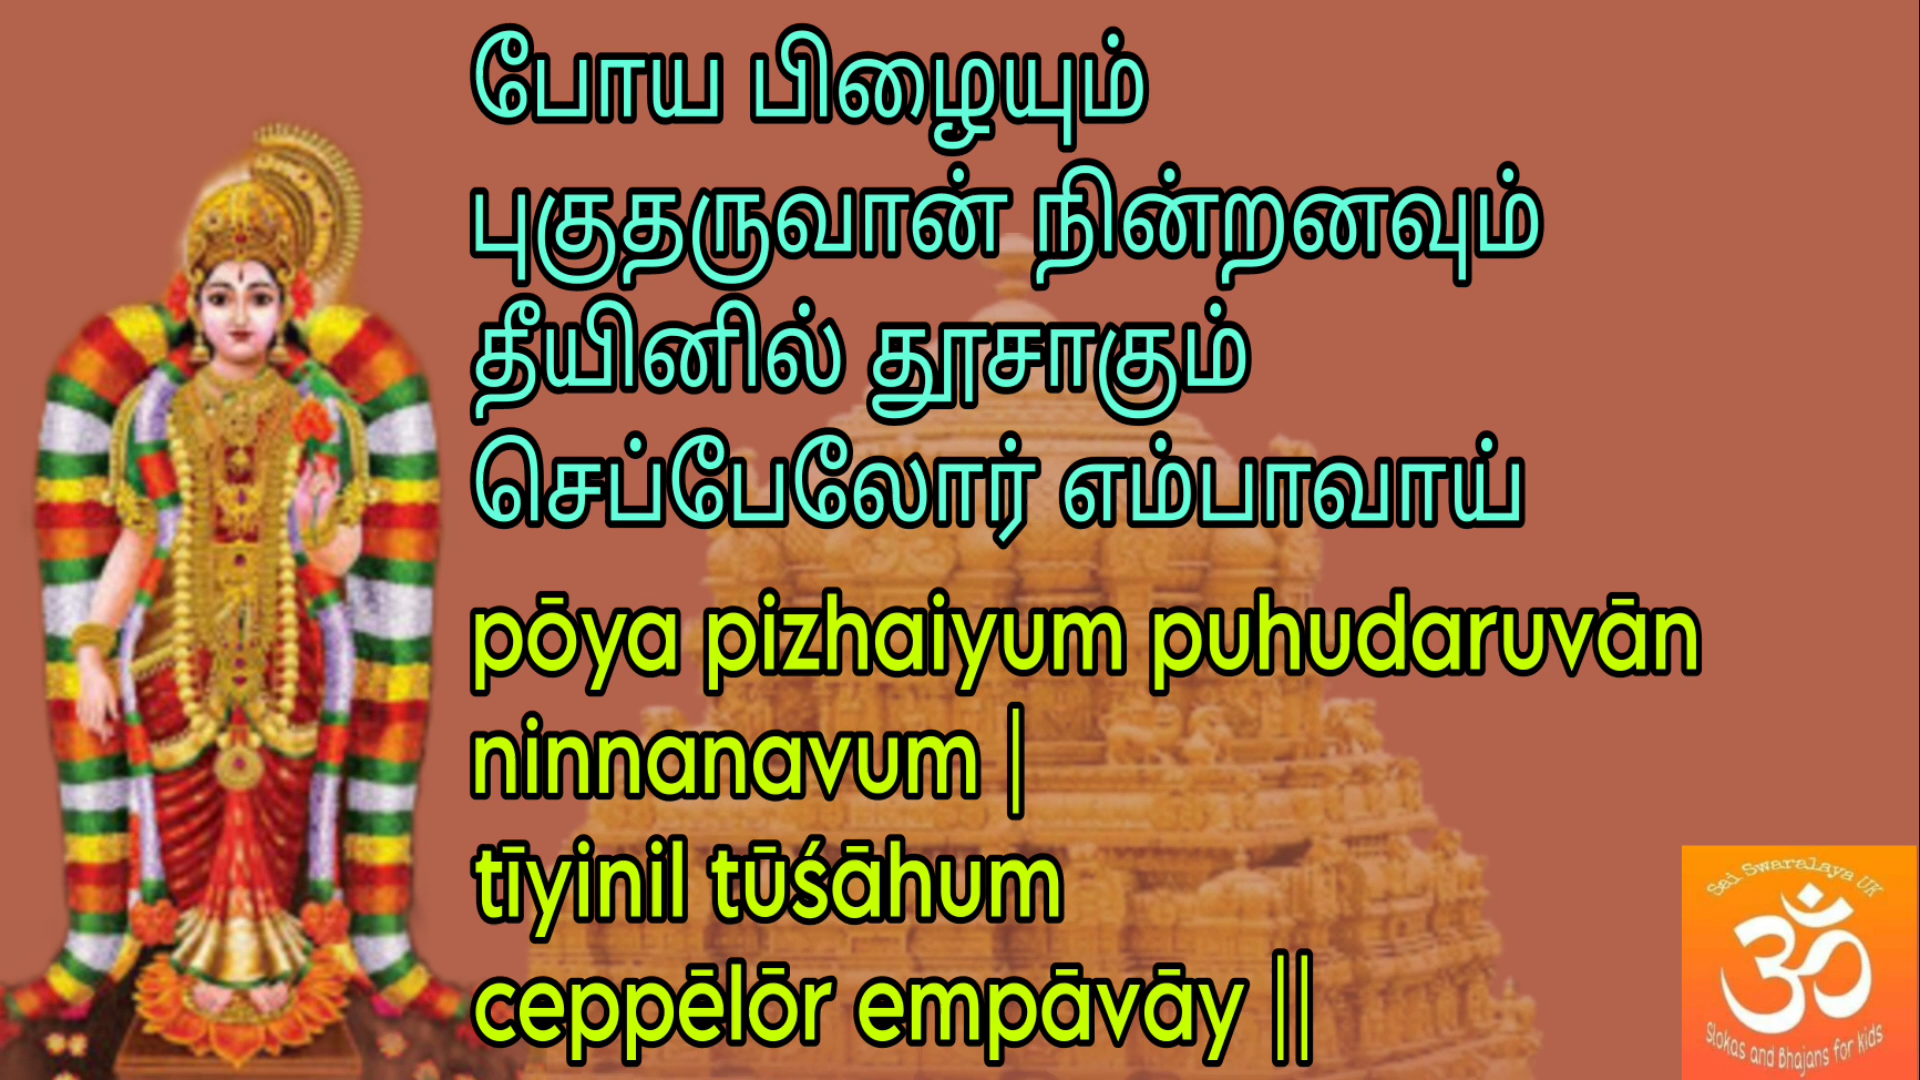 போய பிழையும்
புகுதருவான் நின்றனவும்
தீயினில் தூசாகும்
செப்பேலோர் எம்பாவாய்
pōya pizhaiyum puhudaruvān
ninnanavum |
tīyinil tūśāhum
ceppēlōr empāvāy ||
Sai Swaralaya UK
ॐ
Slokas and Bhajans for kids